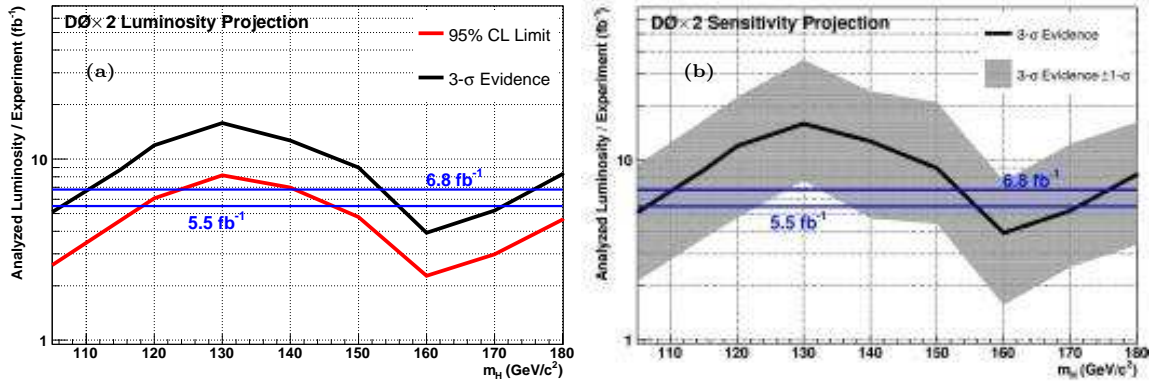 DØ×2 Luminosity Projection
95% CL Limit
3-σ Evidence
(a)
Analyzed Luminosity / Experiment (fb⁻¹)
10
1
6.8 fb⁻¹
5.5 fb⁻¹
110 120 130 140 150 160 170 180
m_H (GeV/c²)
DØ×2 Sensitivity Projection
3-σ Evidence
3-σ Evidence ±1-σ
(b)
Analyzed Luminosity / Experiment (fb⁻¹)
10
1
6.8 fb⁻¹
5.5 fb⁻¹
110 120 130 140 150 160 170 180
m_H (GeV/c²)